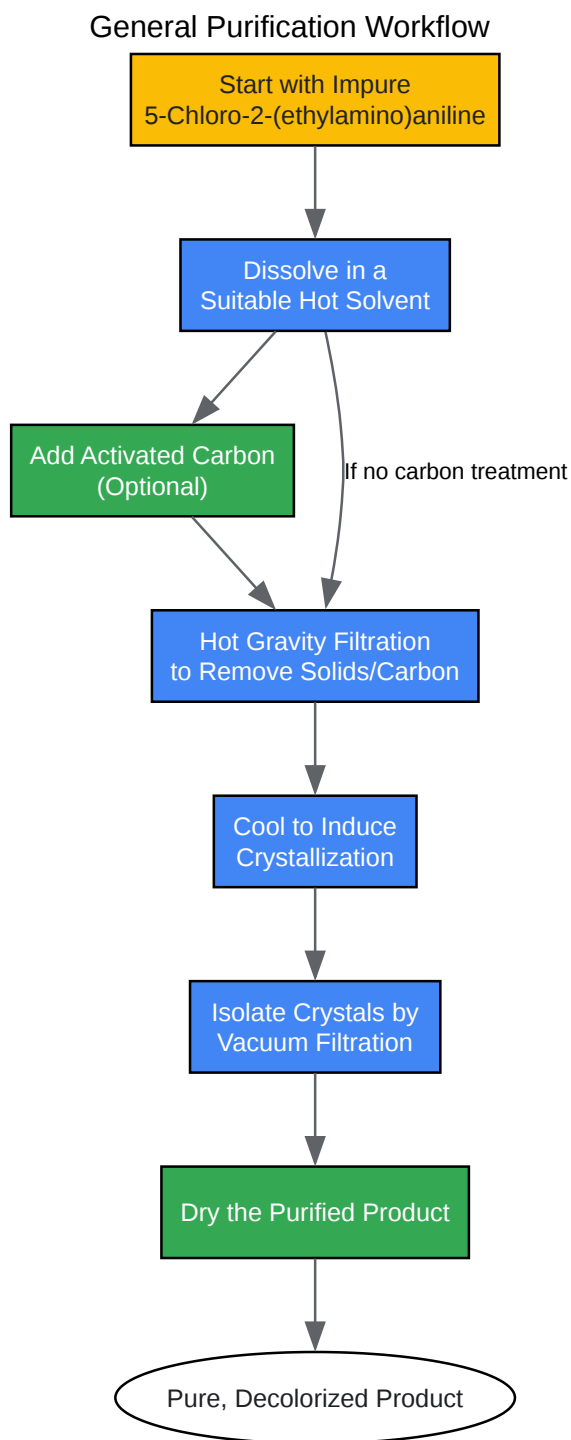 General Purification Workflow
Start with Impure
5-Chloro-2-(ethylamino)aniline
Dissolve in a
Suitable Hot Solvent
Add Activated Carbon
(Optional)
If no carbon treatment
Hot Gravity Filtration
to Remove Solids/Carbon
Cool to Induce
Crystallization
Isolate Crystals by
Vacuum Filtration
Dry the Purified Product
Pure, Decolorized Product